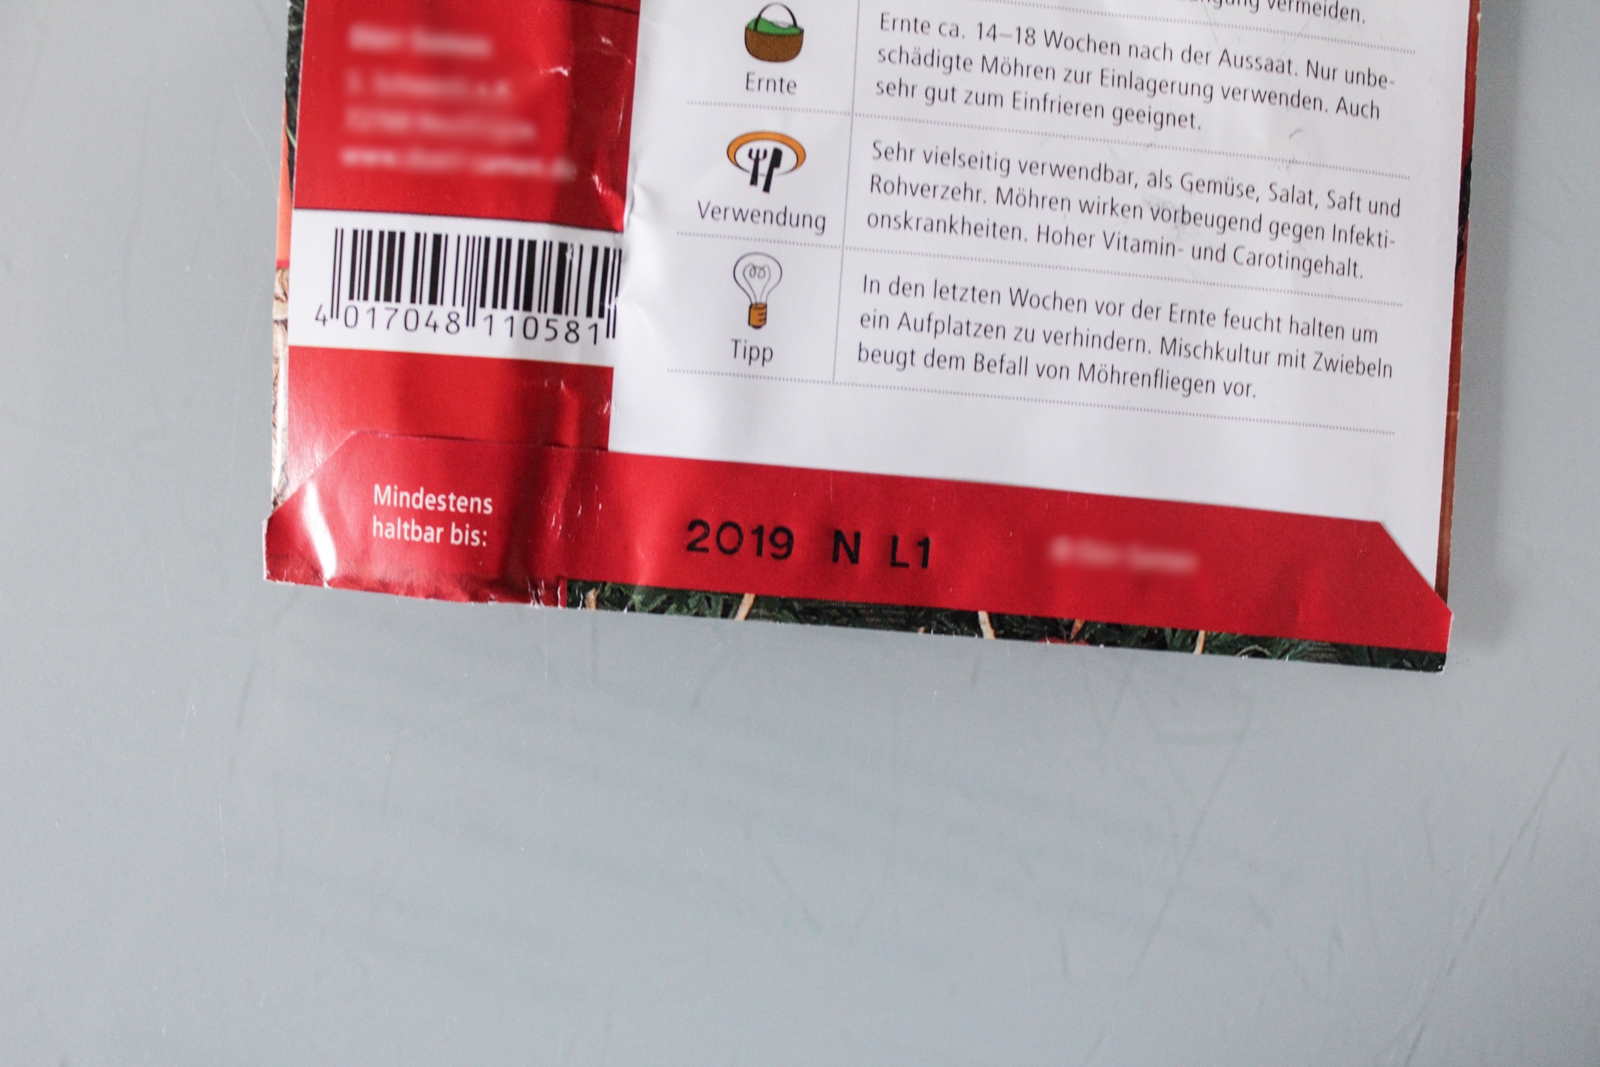 vermeiden.
Ernte
Ernte ca. 14–18 Wochen nach der Aussaat. Nur unbe-
schädigte Möhren zur Einlagerung verwenden. Auch
sehr gut zum Einfrieren geeignet.
Verwendung
Sehr vielseitig verwendbar, als Gemüse, Salat, Saft und
Rohverzehr. Möhren wirken vorbeugend gegen Infekti-
onskrankheiten. Hoher Vitamin- und Carotingehalt.
Tipp
In den letzten Wochen vor der Ernte feucht halten um
ein Aufplatzen zu verhindern. Mischkultur mit Zwiebeln
beugt dem Befall von Möhrenfliegen vor.
4 017048 110581
Mindestens
haltbar bis:
2019 N L1